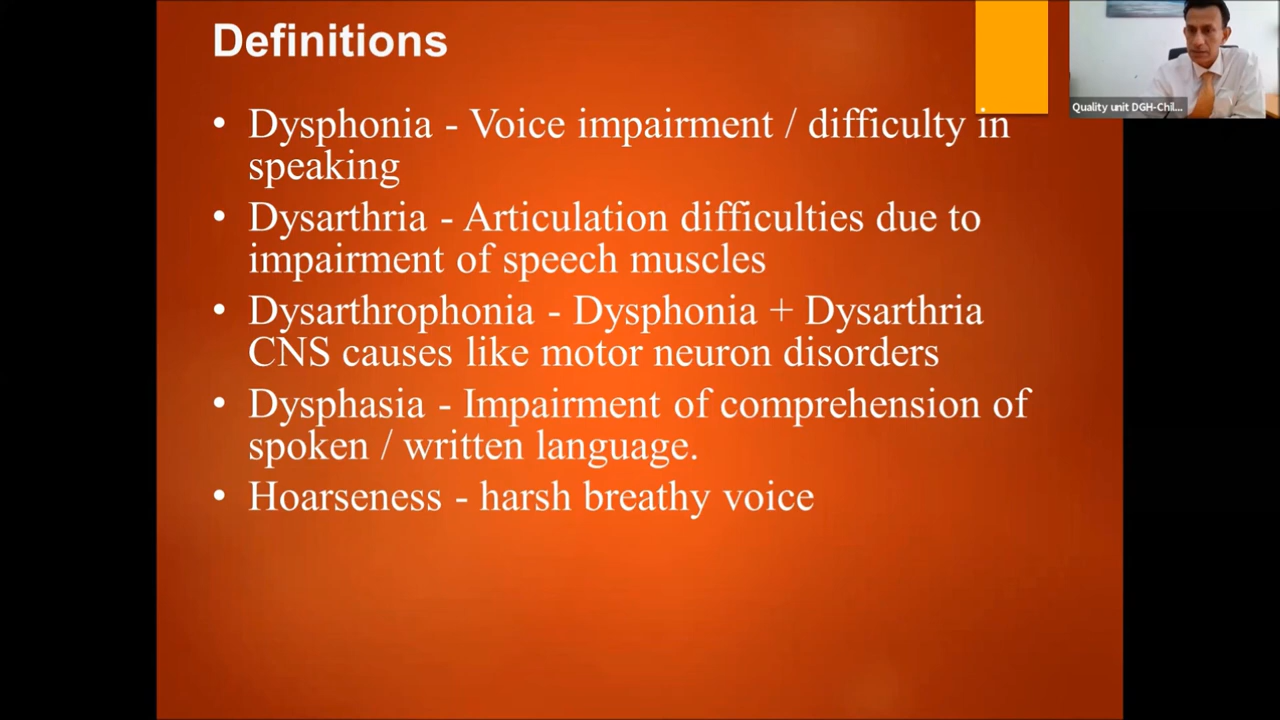 Definitions
Quality unit DGH-Chil...
• Dysphonia - Voice impairment / difficulty in
speaking
• Dysarthria - Articulation difficulties due to
impairment of speech muscles
• Dysarthrophonia - Dysphonia + Dysarthria
CNS causes like motor neuron disorders
• Dysphasia - Impairment of comprehension of
spoken / written language.
• Hoarseness - harsh breathy voice